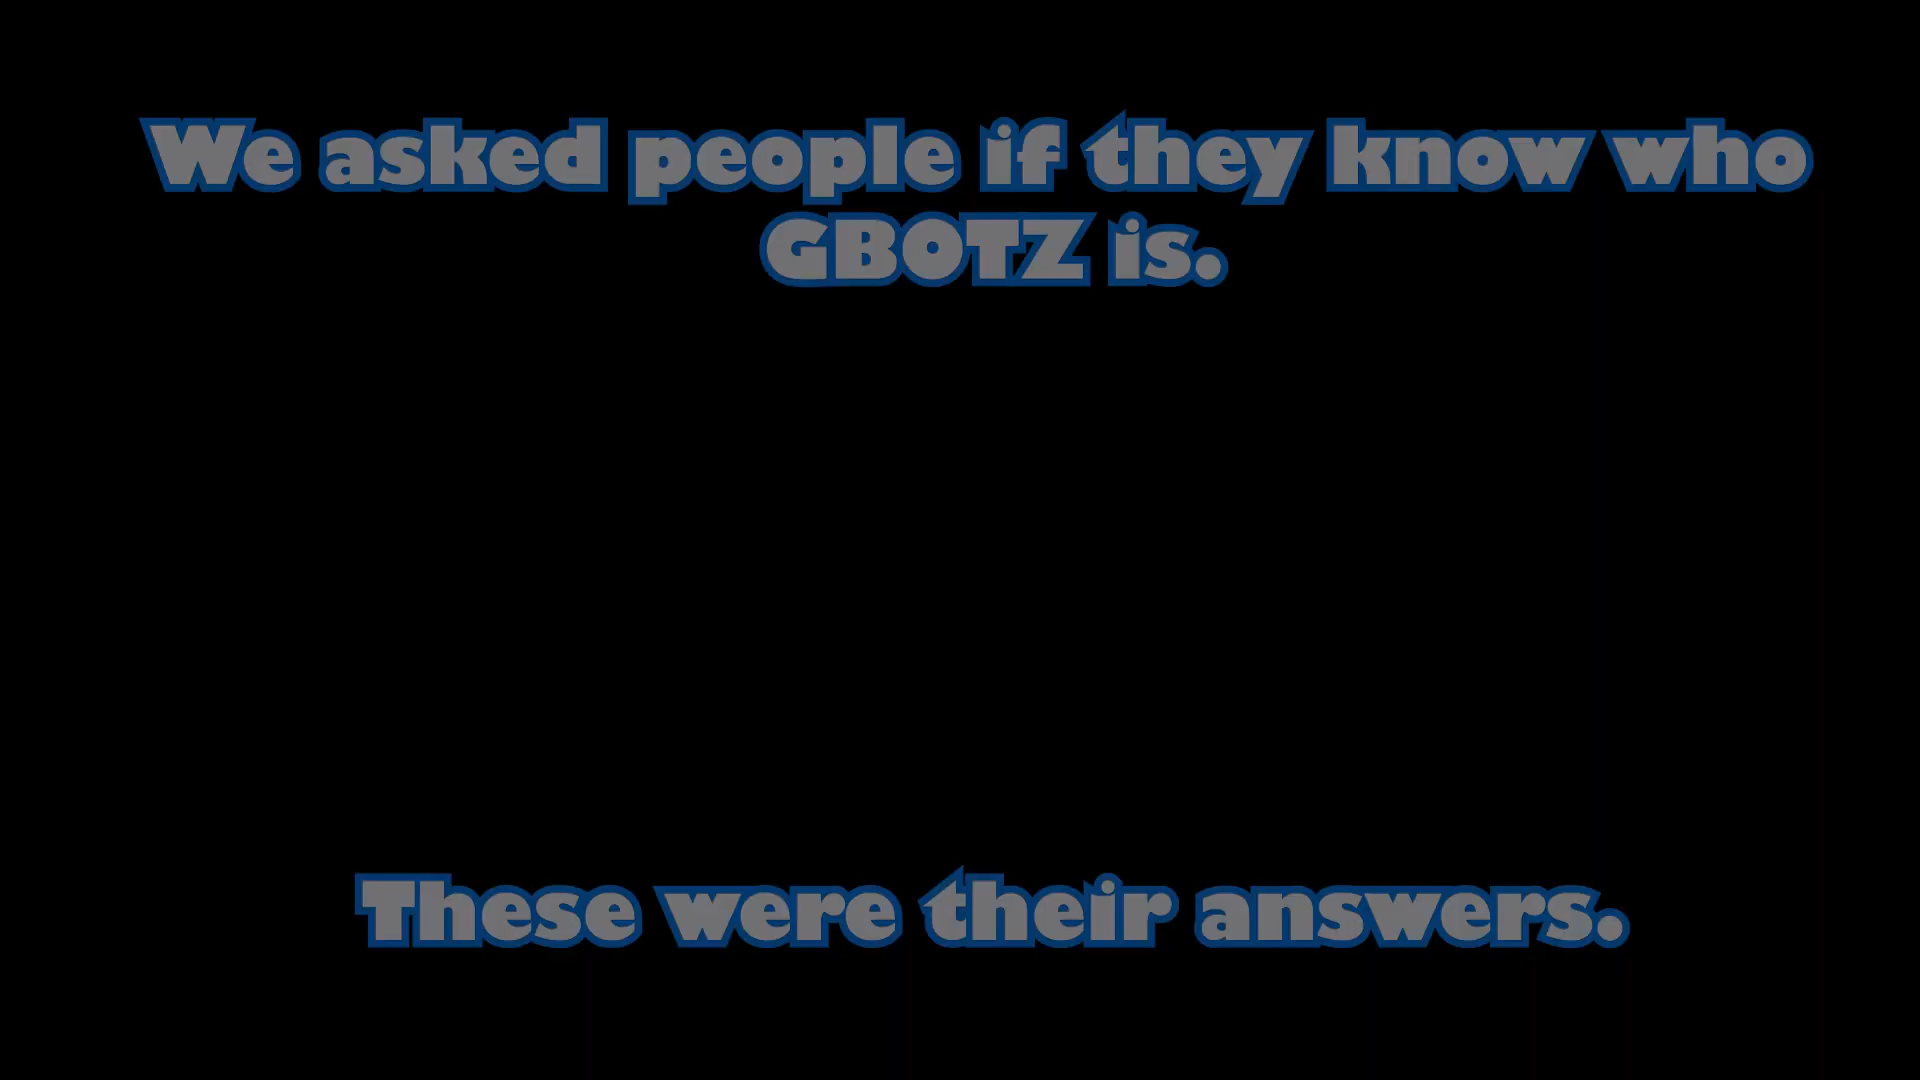 We asked people if they know who
GBOTZ is.
These were their answers.